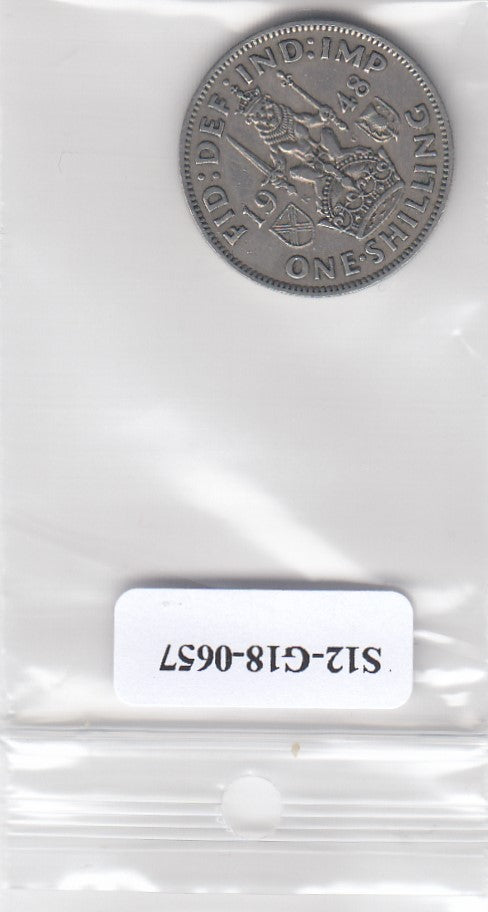 FID:DEF:IND:IMP
19 48
ONE·SHILLING
S12-G18-0657